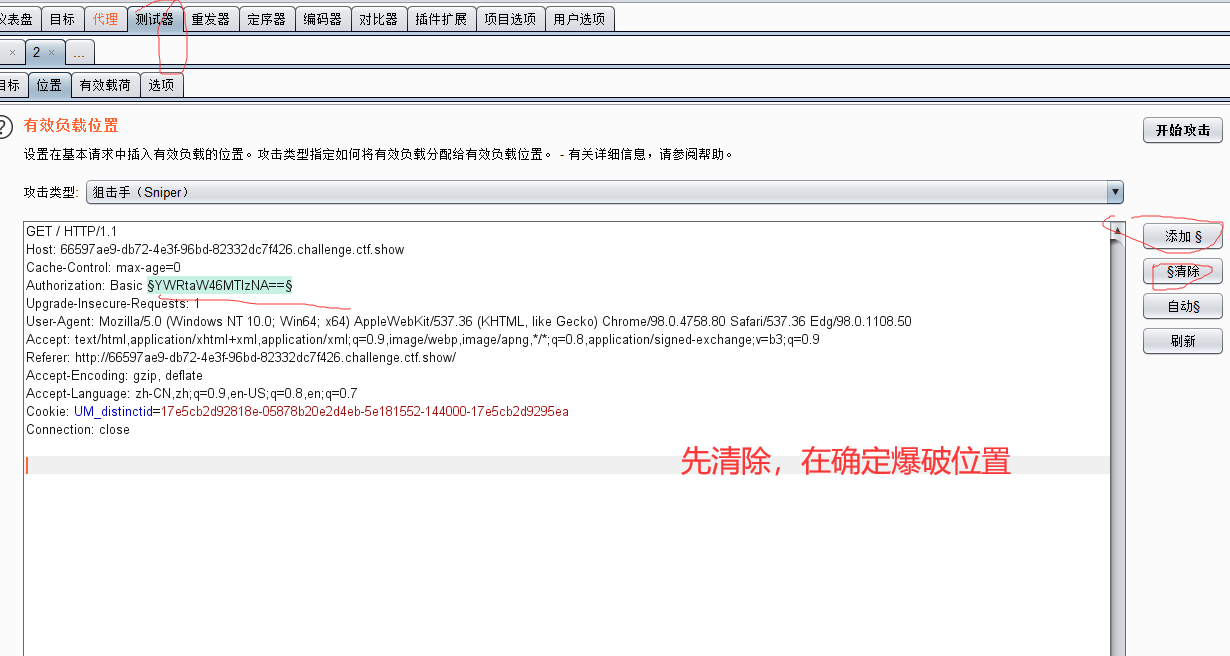 仪表盘 目标 代理 测试器 重发器 定序器 编码器 对比器 插件扩展 项目选项 用户选项
× 2 × ...
目标 位置 有效载荷 选项
? 有效负载位置
开始攻击
设置在基本请求中插入有效负载的位置。攻击类型指定如何将有效负载分配给有效负载位置。 - 有关详细信息，请参阅帮助。
攻击类型: 狙击手（Sniper）
GET / HTTP/1.1
添加 §
Host: 66597ae9-db72-4e3f-96bd-82332dc7f426.challenge.ctf.show
Cache-Control: max-age=0
§清除
Authorization: Basic §YWRtaW46MTIzNA==§
Upgrade-Insecure-Requests: 1
自动§
User-Agent: Mozilla/5.0 (Windows NT 10.0; Win64; x64) AppleWebKit/537.36 (KHTML, like Gecko) Chrome/98.0.4758.80 Safari/537.36 Edg/98.0.1108.50
Accept: text/html,application/xhtml+xml,application/xml;q=0.9,image/webp,image/apng,*/*;q=0.8,application/signed-exchange;v=b3;q=0.9
刷新
Referer: http://66597ae9-db72-4e3f-96bd-82332dc7f426.challenge.ctf.show/
Accept-Encoding: gzip, deflate
Accept-Language: zh-CN,zh;q=0.9,en-US;q=0.8,en;q=0.7
Cookie: UM_distinctid=17e5cb2d92818e-05878b20e2d4eb-5e181552-144000-17e5cb2d9295ea
Connection: close
先清除，在确定爆破位置